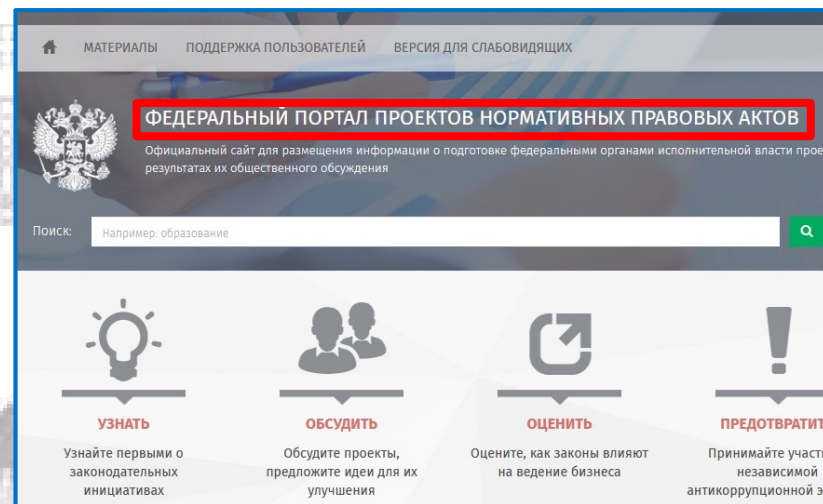 МАТЕРИАЛЫ ПОДДЕРЖКА ПОЛЬЗОВАТЕЛЕЙ ВЕРСИЯ ДЛЯ СЛАБОВИДЯЩИХ
ФЕДЕРАЛЬНЫЙ ПОРТАЛ ПРОЕКТОВ НОРМАТИВНЫХ ПРАВОВЫХ АКТОВ
Официальный сайт для размещения информации о подготовке федеральными органами исполнительной власти прое
результатах их общественного обсуждения
Поиск: Например: образование
УЗНАТЬ
Узнайте первыми о
законодательных
инициативах
ОБСУДИТЬ
Обсудите проекты,
предложите идеи для их
улучшения
ОЦЕНИТЬ
Оцените, как законы влияют
на ведение бизнеса
ПРЕДОТВРАТИТ
Принимайте участ
независимой
антикоррупционной э